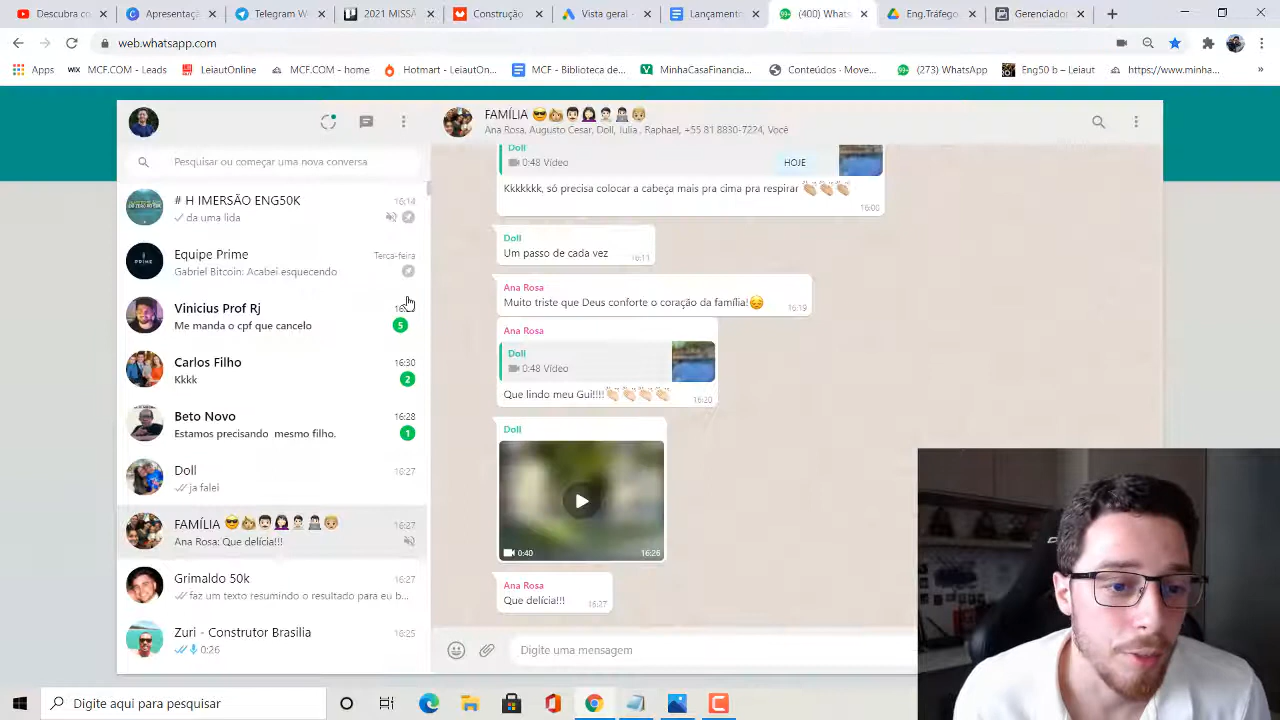 Descubra co
Apresentaçã
Telegram W
2021 MISSÃ
Construção
Vista geral -
Lançamento
(400) Whats
Eng.Tráfego
Gerenciador
web.whatsapp.com
Apps
MCF.COM - Leads
LeiautOnline
MCF.COM - home
Hotmart - LeiautOn...
MCF - Biblioteca de...
MinhaCasaFinancia...
Conteúdos · Move...
(273) WhatsApp
Eng50 b – Leiaut
https://www.minha...
FAMÍLIA
Ana Rosa, Augusto Cesar, Doll, Iulia, Raphael, +55 81 8830-7224, Você
Pesquisar ou começar uma nova conversa
# H IMERSÃO ENG50K
16:14
da uma lida
Equipe Prime
Terça-feira
Gabriel Bitcoin: Acabei esquecendo
Vinicius Prof Rj
Me manda o cpf que cancelo
5
Carlos Filho
16:30
Kkkk
2
Beto Novo
16:28
Estamos precisando mesmo filho.
1
Doll
16:27
ja falei
FAMÍLIA
16:27
Ana Rosa: Que delícia!!!
Grimaldo 50k
16:27
faz um texto resumindo o resultado para eu b...
Zuri - Construtor Brasilia
16:25
0:29
Doll
0:48 Vídeo
HOJE
Kkkkkkk, só precisa colocar a cabeça mais pra cima pra respirar
16:00
Doll
Um passo de cada vez
16:11
Ana Rosa
Muito triste que Deus conforte o coração da família!
16:19
Ana Rosa
Doll
0:48 Vídeo
Que lindo meu Gui!!!!
16:20
Doll
0:40
16:26
Ana Rosa
Que delícia!!!
16:27
Digite uma mensagem
Digite aqui para pesquisar